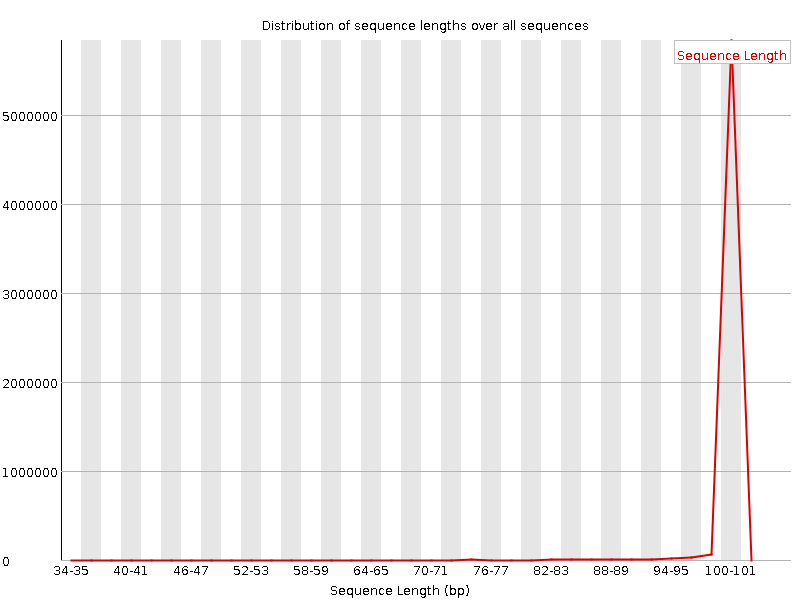 Distribution of sequence lengths over all sequences
Sequence Length
5000000
4000000
3000000
2000000
1000000
0
34-35 40-41 46-47 52-53 58-59 64-65 70-71 76-77 82-83 88-89 94-95 100-101
Sequence Length (bp)